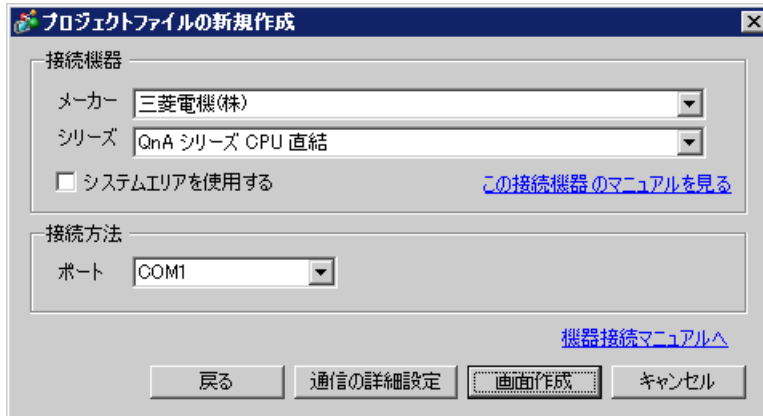 プロジェクトファイルの新規作成
接続機器
メーカー 三菱電機(株)
シリーズ QnA シリーズ CPU 直結
システムエリアを使用する この接続機器のマニュアルを見る
接続方法
ポート COM1
機器接続マニュアルへ
戻る 通信の詳細設定 画面作成 キャンセル